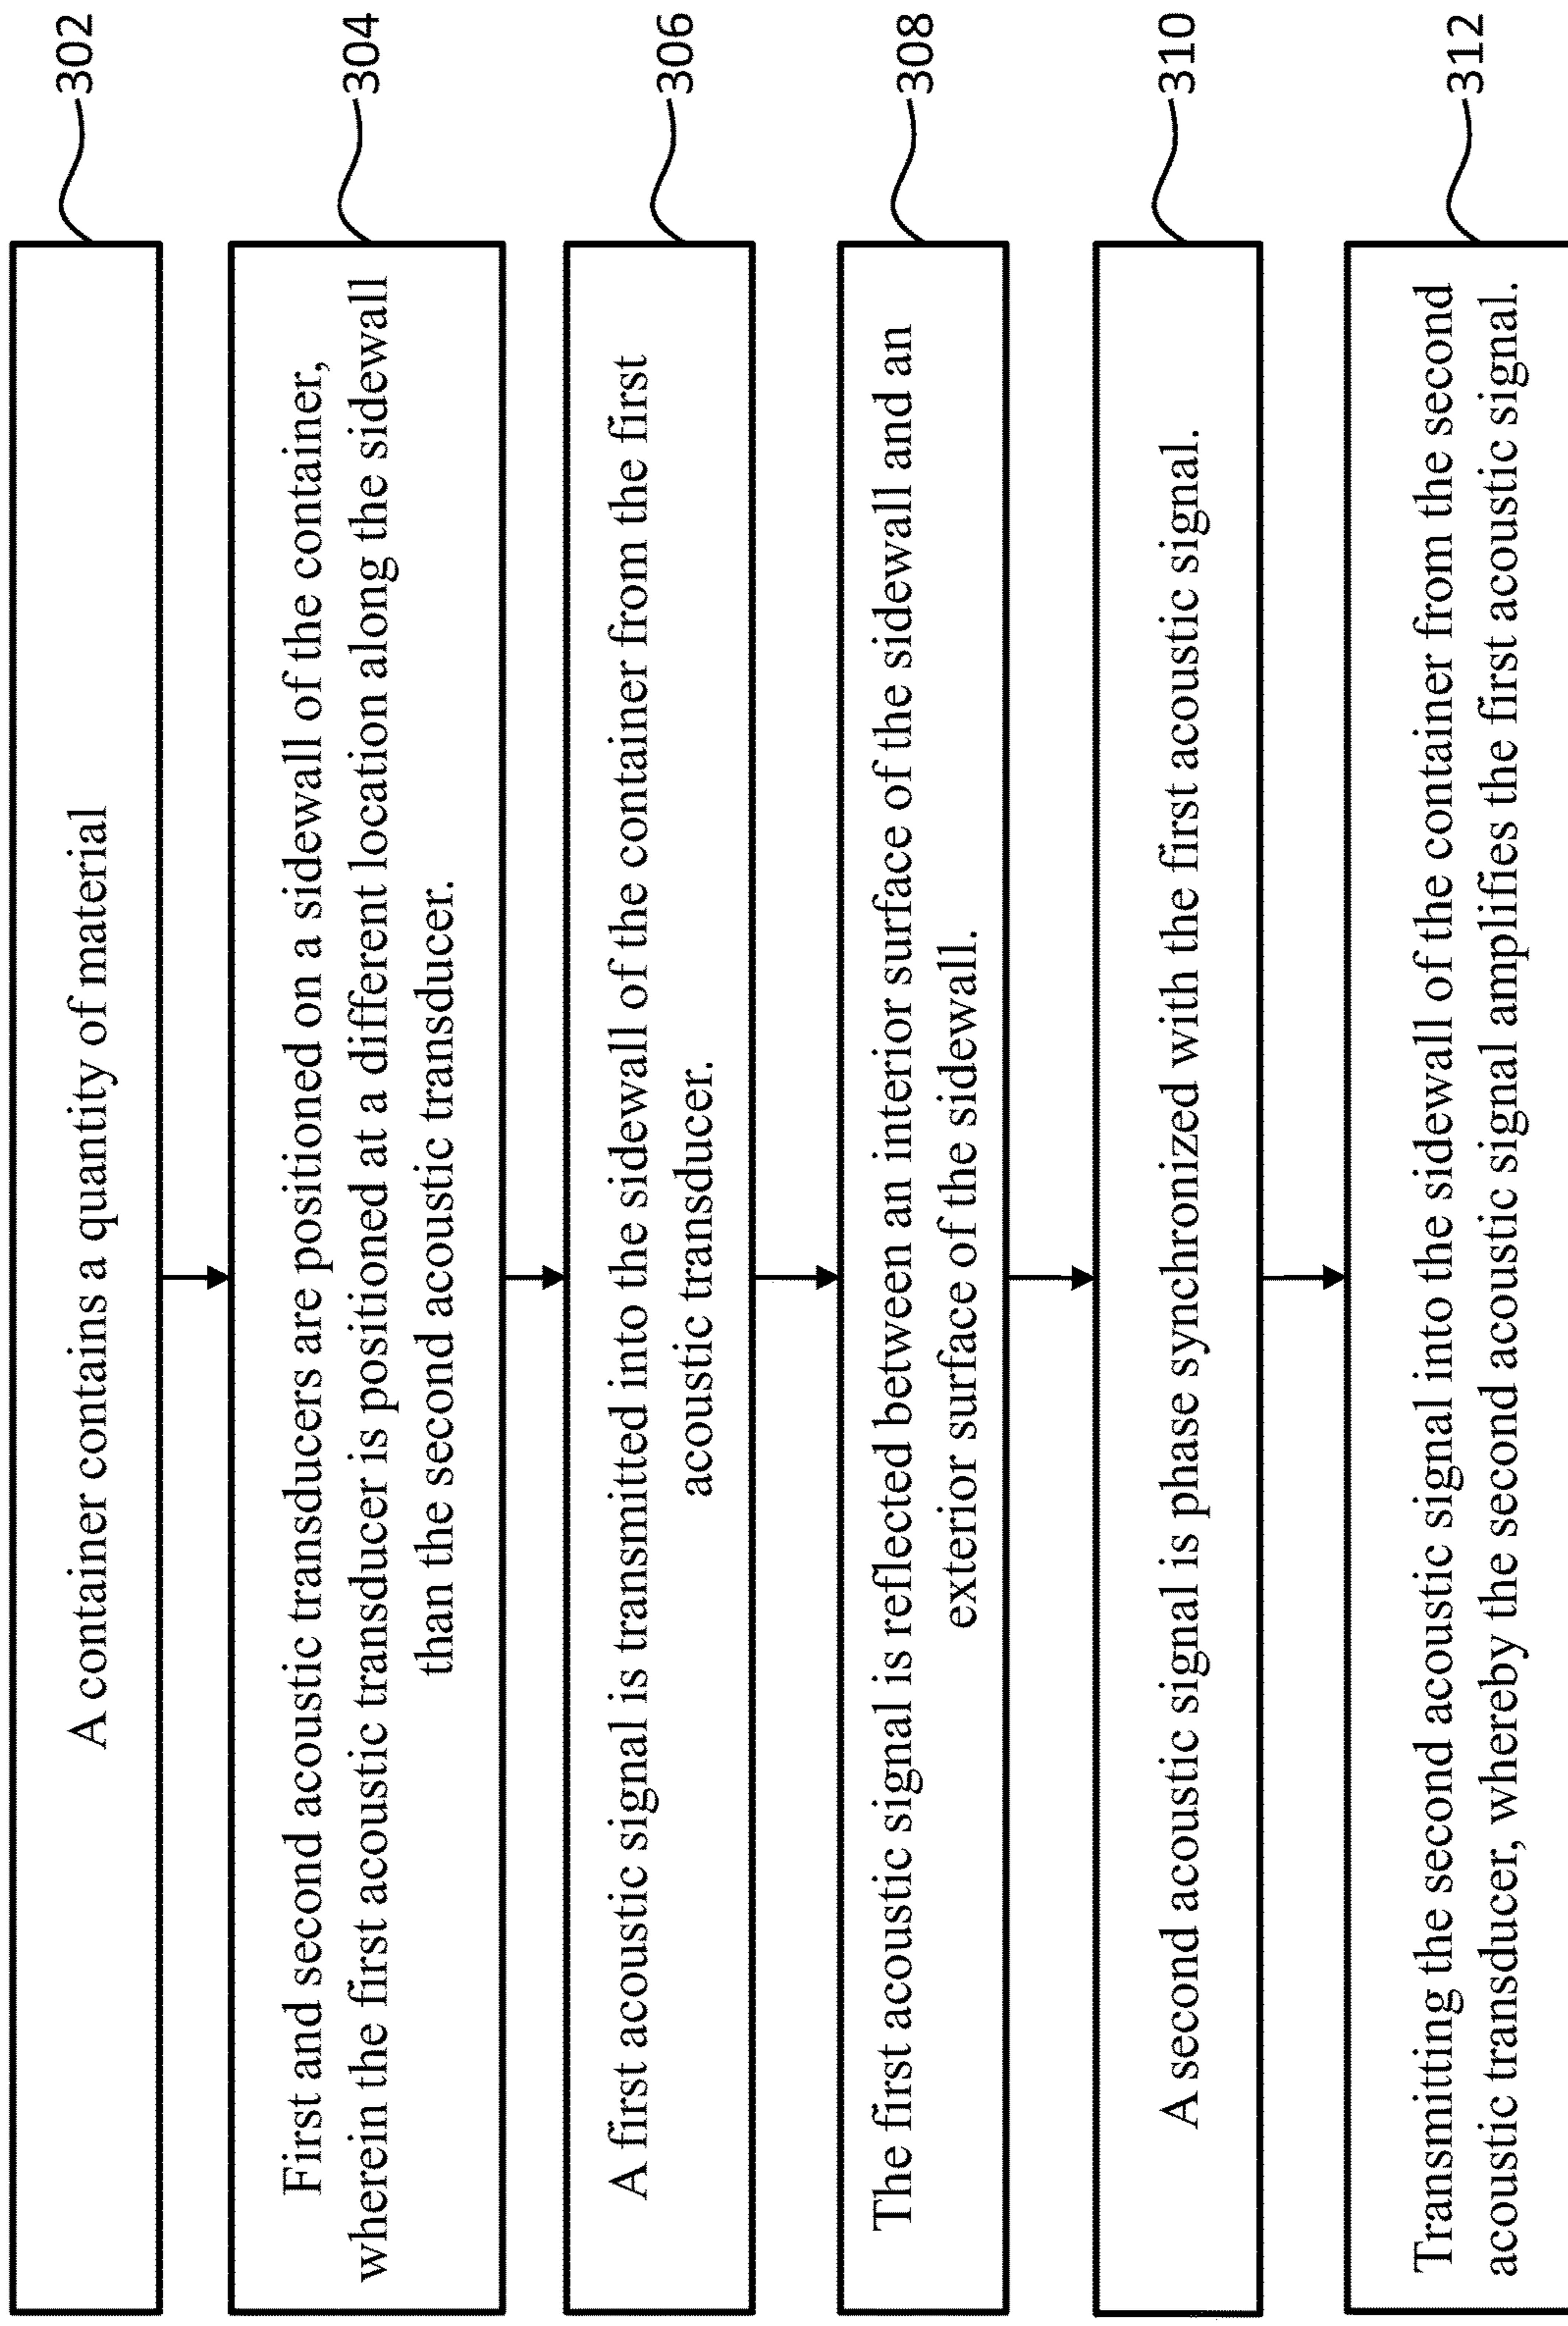 A container contains a quantity of material
302
First and second acoustic transducers are positioned on a sidewall of the container,
wherein the first acoustic transducer is positioned at a different location along the sidewall
than the second acoustic transducer.
304
A first acoustic signal is transmitted into the sidewall of the container from the first
acoustic transducer.
306
The first acoustic signal is reflected between an interior surface of the sidewall and an
exterior surface of the sidewall.
308
A second acoustic signal is phase synchronized with the first acoustic signal.
310
Transmitting the second acoustic signal into the sidewall of the container from the second
acoustic transducer, whereby the second acoustic signal amplifies the first acoustic signal.
312